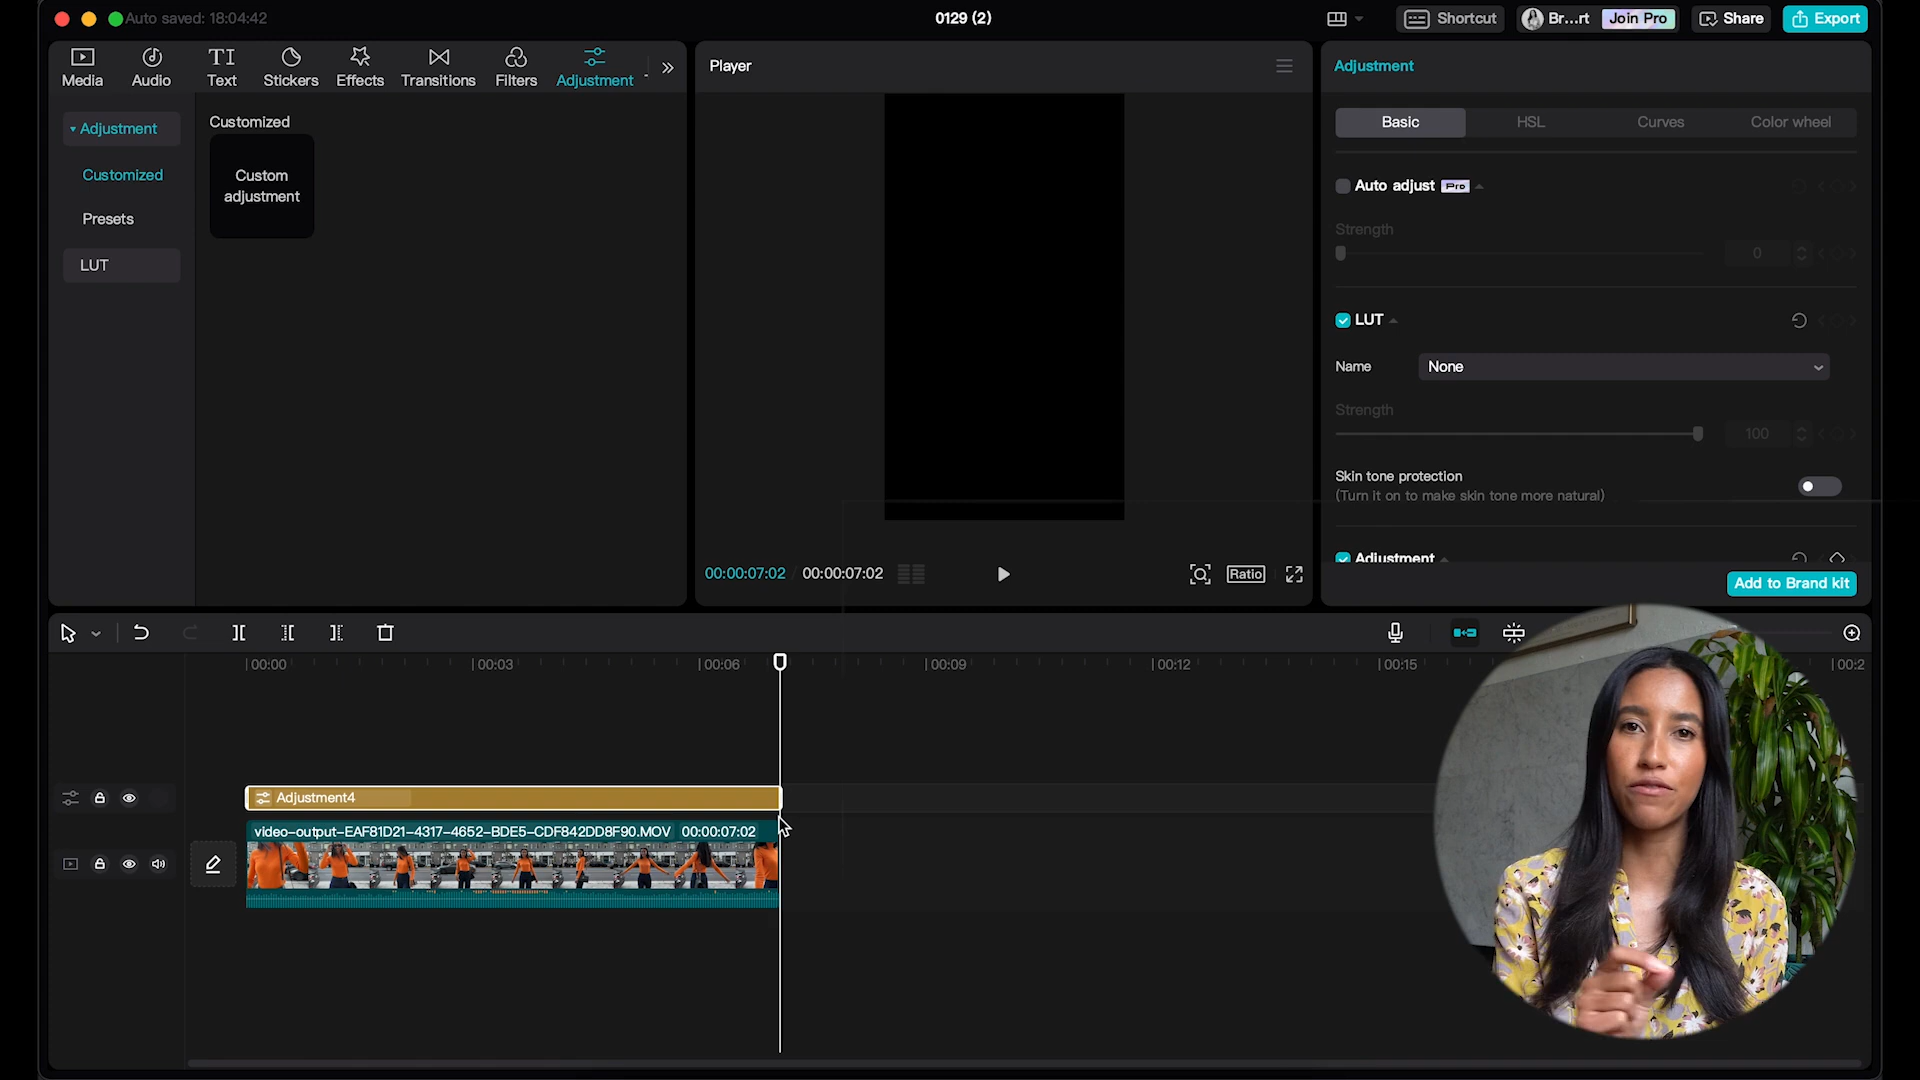 Auto saved: 18:04:42
0129 (2)
Shortcut
Br...rt
Join Pro
Share
Export
Media
Audio
TI
Text
Stickers
Effects
Transitions
Filters
Adjustment
Adjustment
Customized
Presets
LUT
Customized
Custom
adjustment
Player
00:00:07:02
00:00:07:02
Ratio
Adjustment
Basic
HSL
Curves
Color wheel
Auto adjust Pro
Strength
0
LUT
Name
None
Strength
100
Skin tone protection
(Turn it on to make skin tone more natural)
Adjustment
Add to Brand kit
00:00
00:03
00:06
00:09
00:12
00:15
00:2
Adjustment4
video-output-EAF81D21-4317-4652-BDE5-CDF842DD8F90.MOV 00:00:07:02